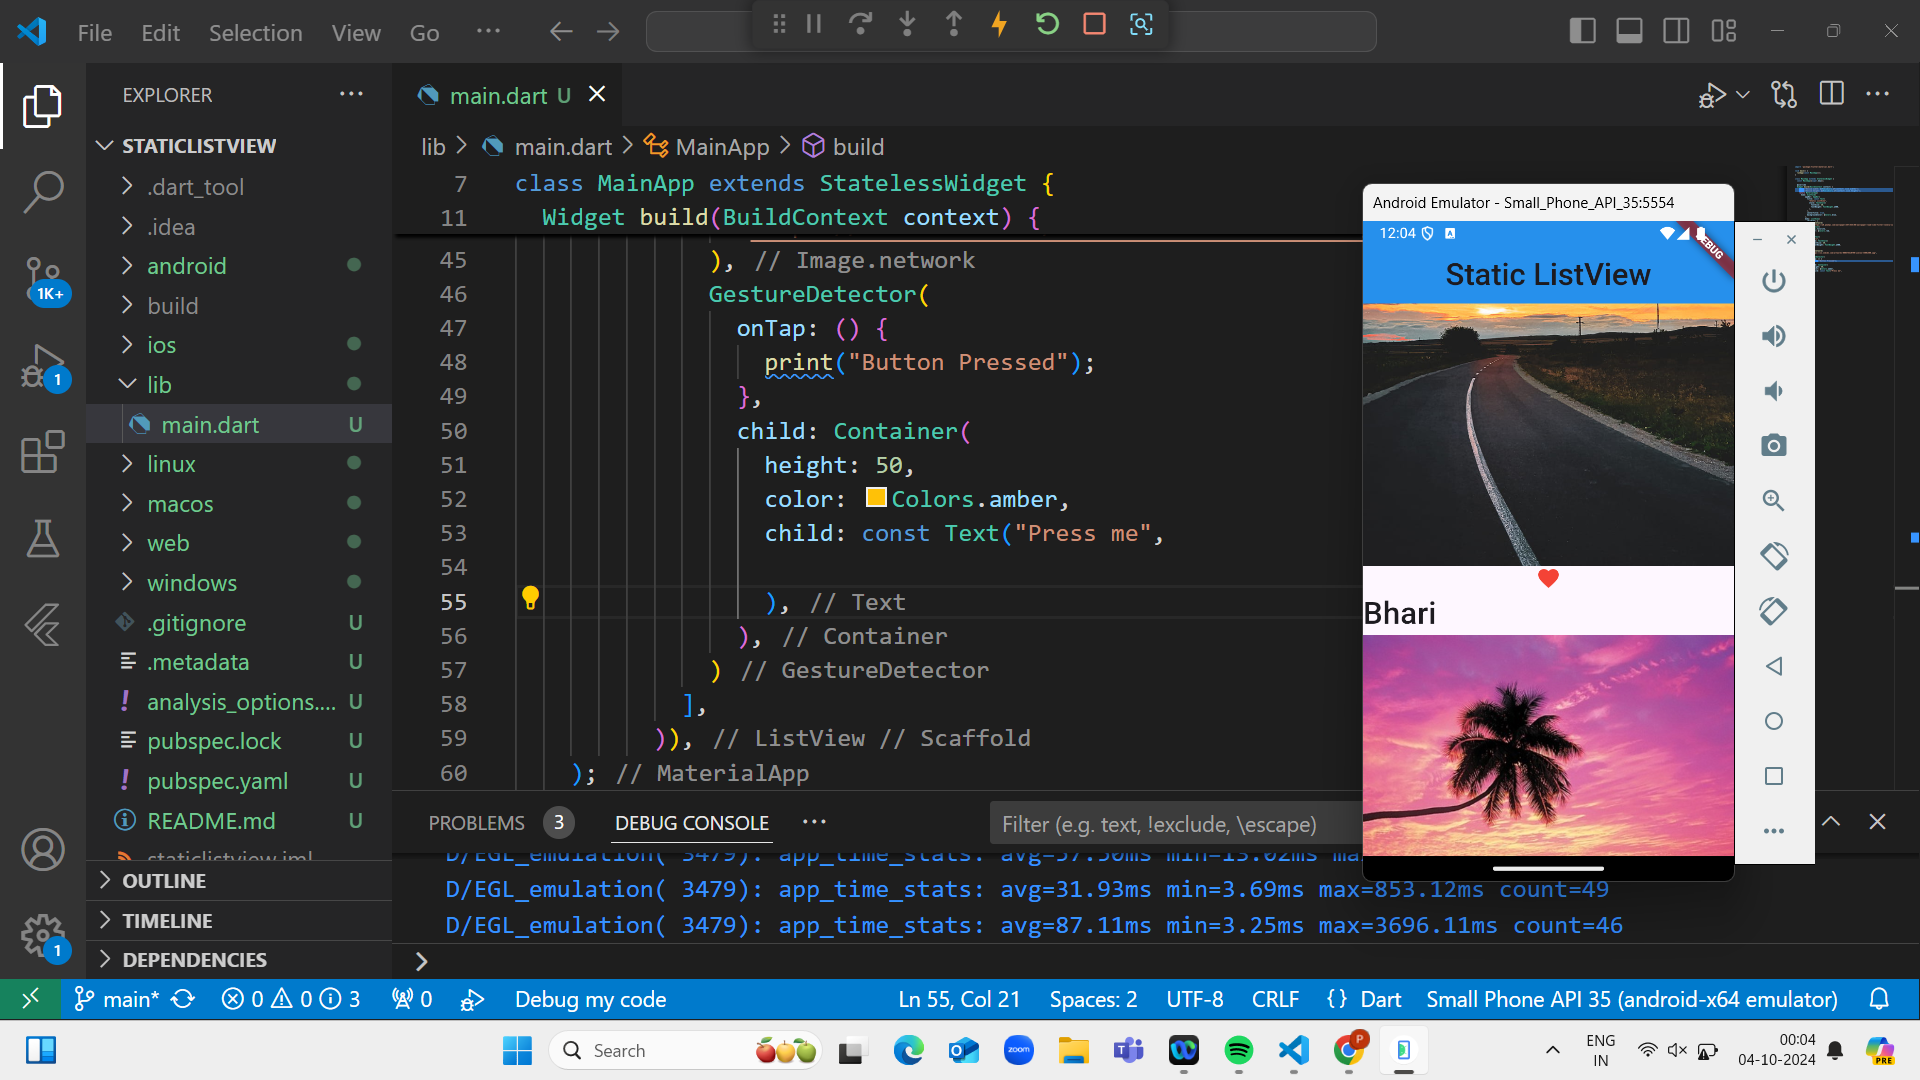 File Edit Selection View Go ...
EXPLORER ...
main.dart U
STATICLISTVIEW
.dart_tool
.idea
android
build
ios
lib
main.dart U
linux
macos
web
windows
.gitignore U
.metadata U
analysis_options.... U
pubspec.lock U
pubspec.yaml U
README.md U
staticlistview.iml
OUTLINE
TIMELINE
DEPENDENCIES
1K+
1
1
lib > main.dart > MainApp > build
7 class MainApp extends StatelessWidget {
11 Widget build(BuildContext context) {
45 ), // Image.network
46 GestureDetector(
47 onTap: () {
48 print("Button Pressed");
49 },
50 child: Container(
51 height: 50,
52 color: Colors.amber,
53 child: const Text("Press me",
54
55 ), // Text
56 ), // Container
57 ) // GestureDetector
58 ],
59 )), // ListView // Scaffold
60 ); // MaterialApp
PROBLEMS 3 DEBUG CONSOLE ... Filter (e.g. text, !exclude, \escape)
D/EGL_emulation( 3479): app_time_stats: avg=57.50ms min=13.02ms
D/EGL_emulation( 3479): app_time_stats: avg=31.93ms min=3.69ms max=853.12ms count=49
D/EGL_emulation( 3479): app_time_stats: avg=87.11ms min=3.25ms max=3696.11ms count=46
>
Android Emulator - Small_Phone_API_35:5554
12:04
DEBUG
Static ListView
Bhari
main* 0 0 3 0 Debug my code Ln 55, Col 21 Spaces: 2 UTF-8 CRLF {} Dart Small Phone API 35 (android-x64 emulator)
Search
zoom
P
ENG
IN
00:04
04-10-2024
PRE